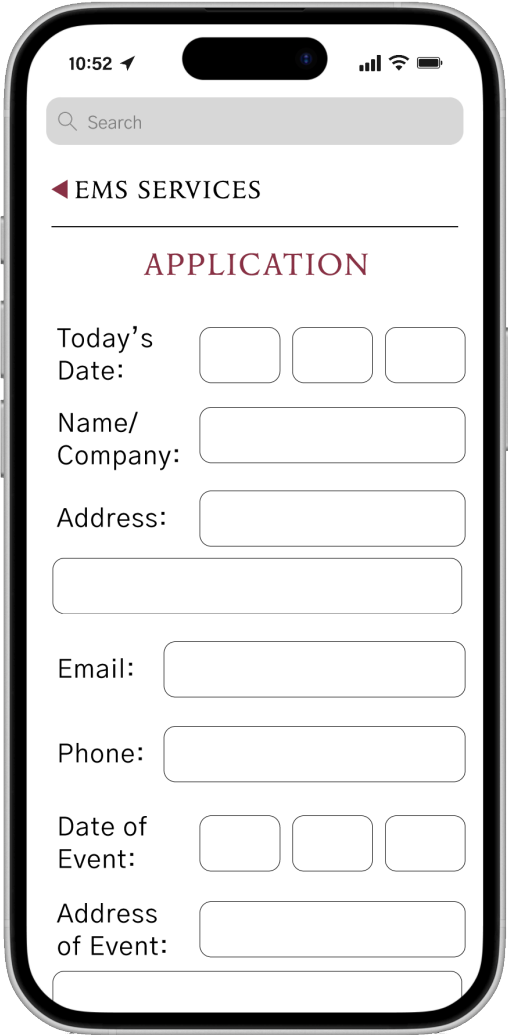 10:52
Search
EMS SERVICES
APPLICATION
Today’s
Date:
Name/
Company:
Address:
Email:
Phone:
Date of
Event:
Address
of Event: